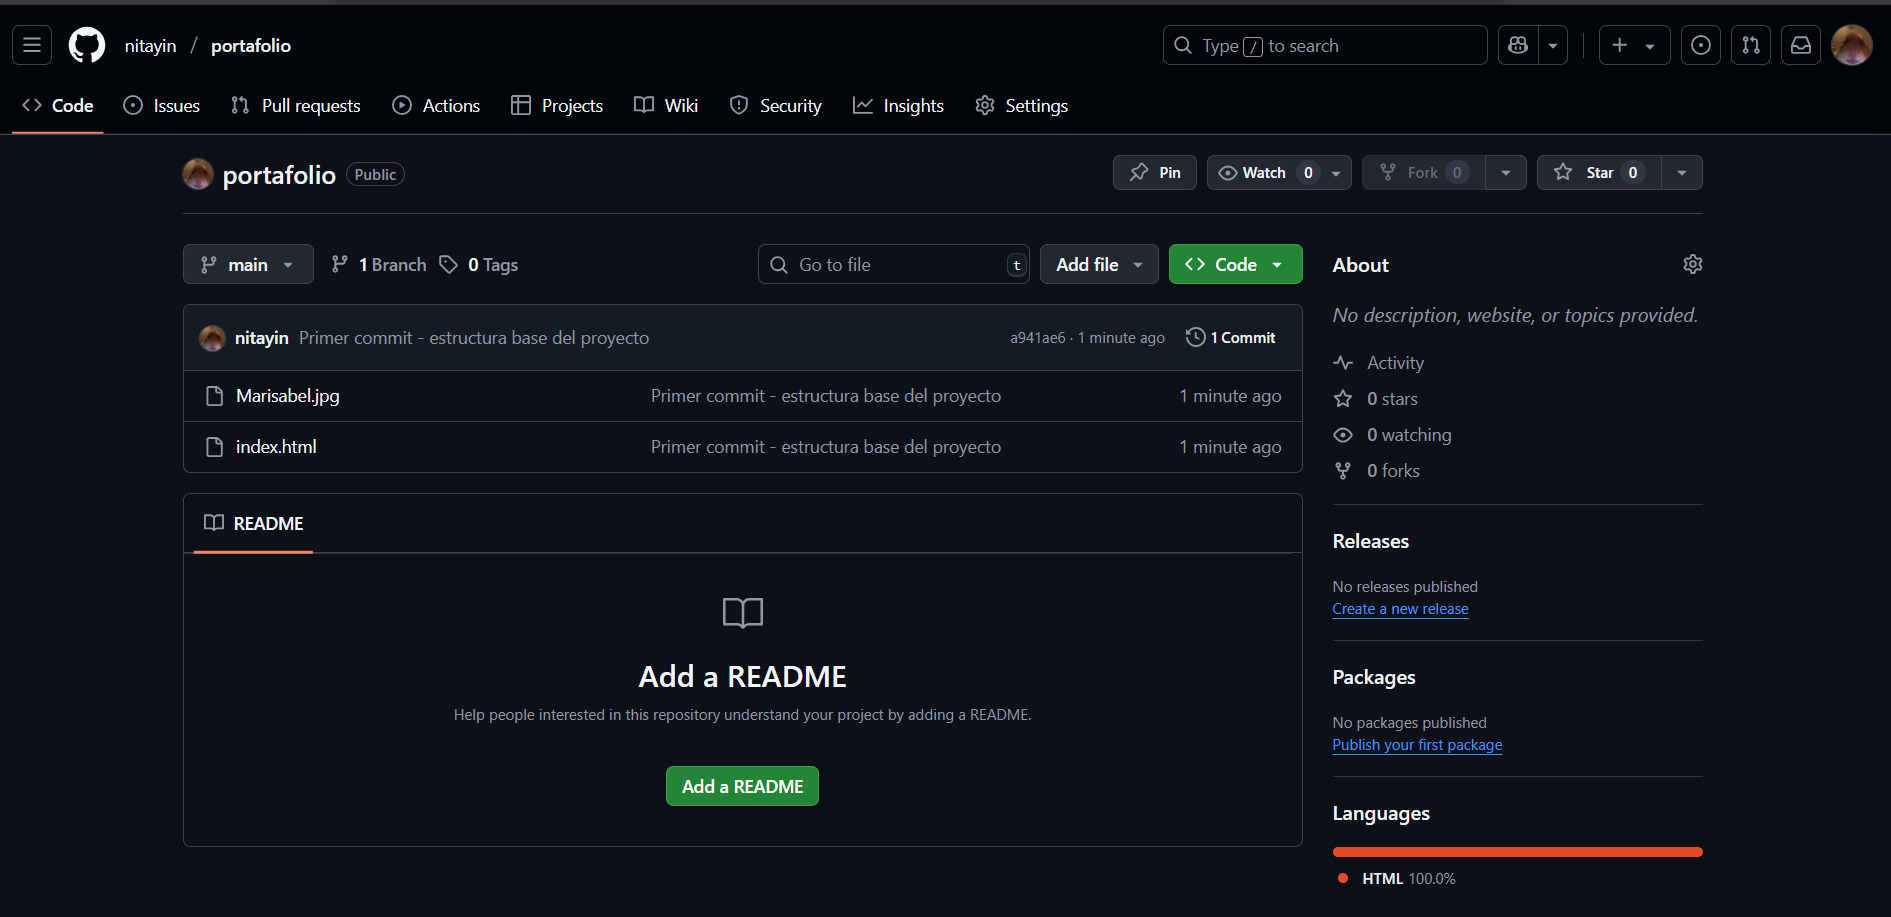 nitayin / portafolio
Type / to search
Code Issues Pull requests Actions Projects Wiki Security Insights Settings
portafolio Public
Pin Watch 0 Fork 0 Star 0
main 1 Branch 0 Tags
Go to file t Add file Code
nitayin Primer commit - estructura base del proyecto a941ae6 · 1 minute ago 1 Commit
Marisabel.jpg Primer commit - estructura base del proyecto 1 minute ago
index.html Primer commit - estructura base del proyecto 1 minute ago
README
Add a README
Help people interested in this repository understand your project by adding a README.
Add a README
About
No description, website, or topics provided.
Activity
0 stars
0 watching
0 forks
Releases
No releases published
Create a new release
Packages
No packages published
Publish your first package
Languages
HTML 100.0%